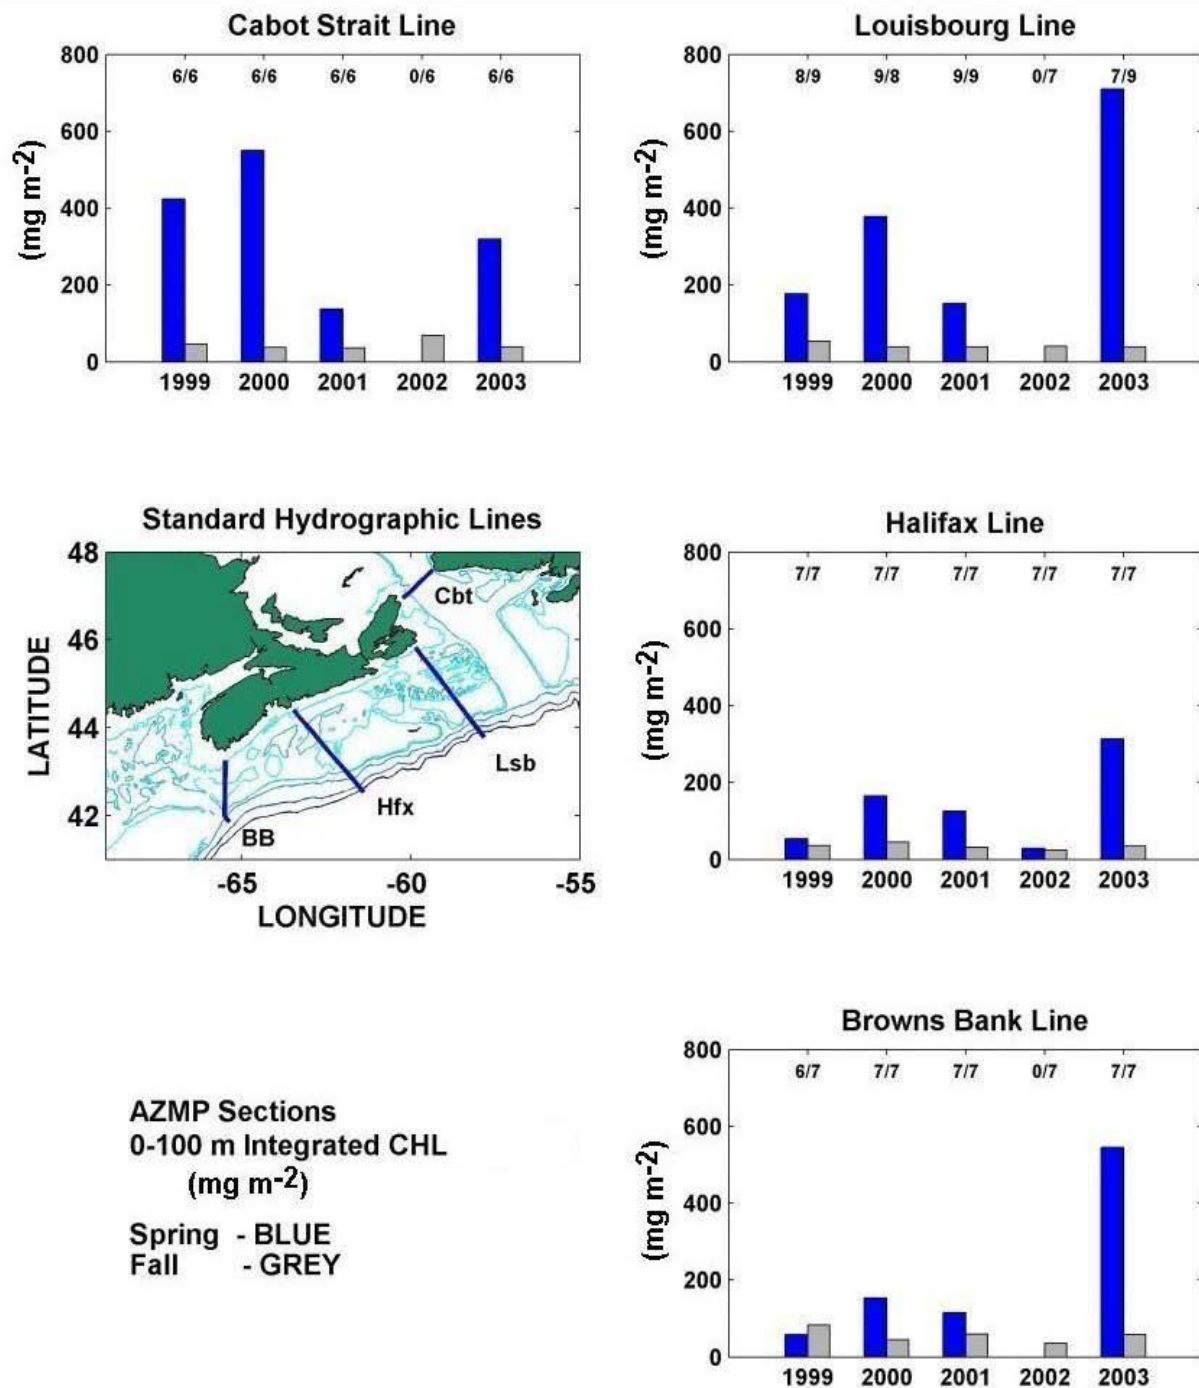 Cabot Strait Line
800
600
400
200
0
(mg m-2)
6/6 6/6 6/6 0/6 6/6
1999 2000 2001 2002 2003
Louisbourg Line
800
600
400
200
0
(mg m-2)
8/9 9/8 9/9 0/7 7/9
1999 2000 2001 2002 2003
Standard Hydrographic Lines
48
46
44
42
LATITUDE
Cbt
Lsb
Hfx
BB
-65 -60 -55
LONGITUDE
Halifax Line
800
600
400
200
0
(mg m-2)
7/7 7/7 7/7 7/7 7/7
1999 2000 2001 2002 2003
AZMP Sections
0-100 m Integrated CHL
(mg m-2)
Spring - BLUE
Fall - GREY
Browns Bank Line
800
600
400
200
0
(mg m-2)
6/7 7/7 7/7 0/7 7/7
1999 2000 2001 2002 2003